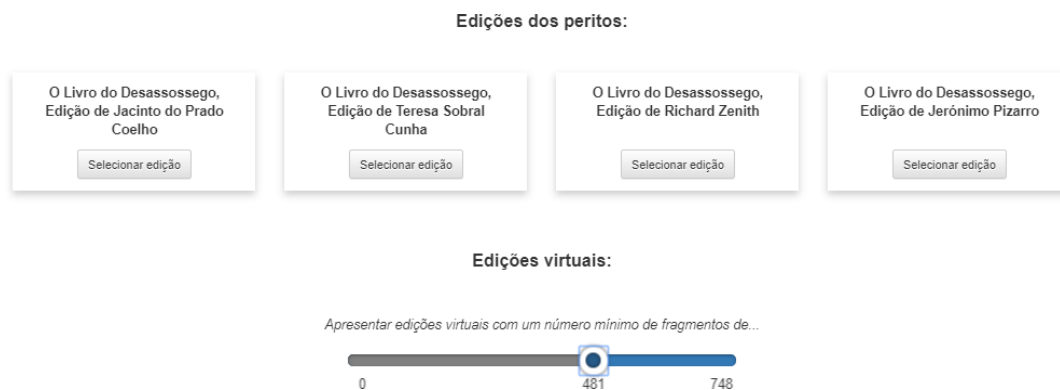 Edições dos peritos:
O Livro do Desassossego,
Edição de Jacinto do Prado
Coelho
Selecionar edição
O Livro do Desassossego,
Edição de Teresa Sobral
Cunha
Selecionar edição
O Livro do Desassossego,
Edição de Richard Zenith
Selecionar edição
O Livro do Desassossego,
Edição de Jerónimo Pizarro
Selecionar edição
Edições virtuais:
Apresentar edições virtuais com um número mínimo de fragmentos de...
0 481 748